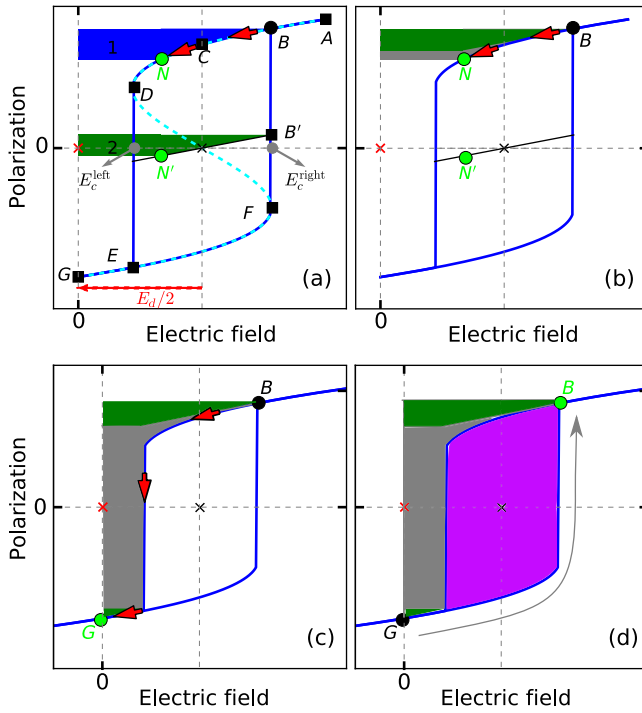 1
2
A
B
C
N
D
B′
N′
E_c^left
E_c^right
F
E
G
E_d/2
(a)
0
0
Polarization
Electric field
B
N
N′
(b)
0
0
Polarization
Electric field
B
G
(c)
0
0
Polarization
Electric field
B
G
(d)
0
Electric field